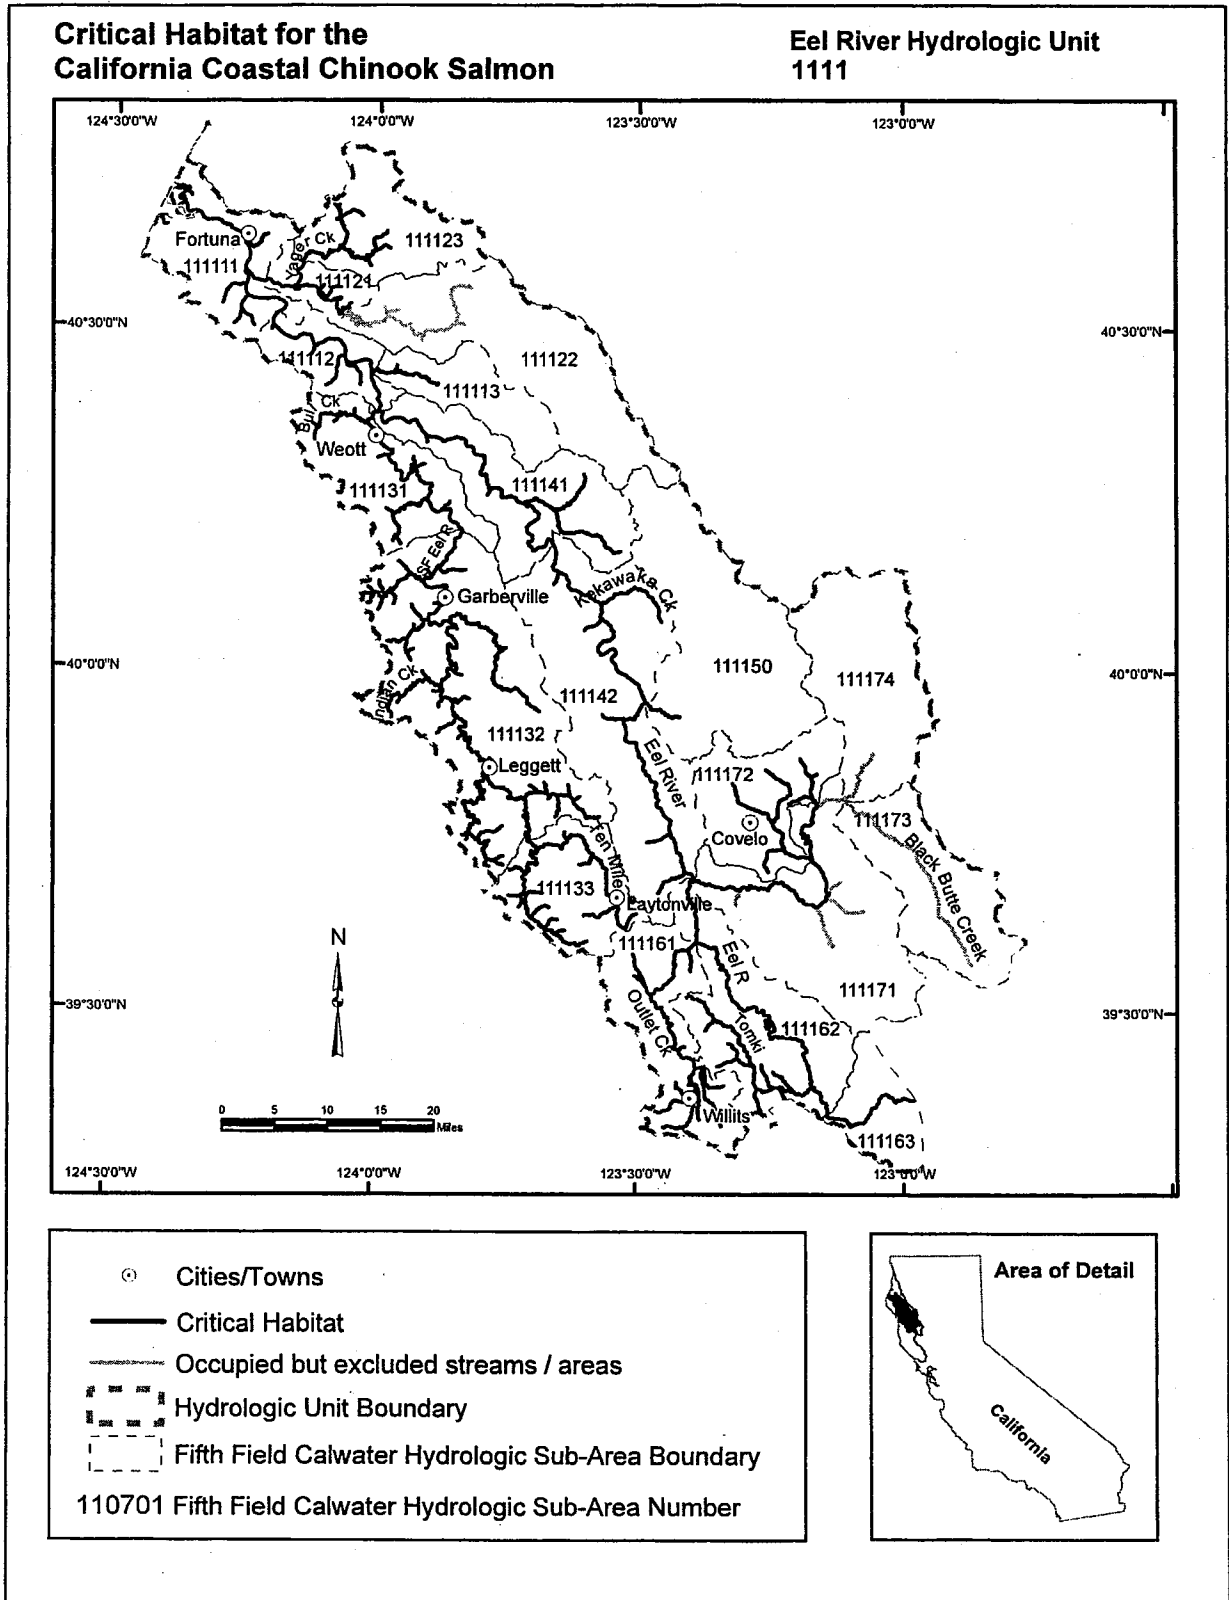 Critical Habitat for the
California Coastal Chinook Salmon
Eel River Hydrologic Unit
1111
124°30'0"W
124°0'0"W
123°30'0"W
123°0'0"W
Fortuna
Yager Ck
111123
111111
111121
40°30'0"N
40°30'0"N
111112
111122
111113
Bull Ck
Weott
111131
111141
SF Eel R
Kekawaka Ck
Garberville
40°0'0"N
40°0'0"N
111150
111174
Indian Ck
111142
111132
Eel River
Leggett
111172
111173
Covelo
Black Butte Creek
Ten Mile
111133
Laytonville
111161
Eel R
N
111171
39°30'0"N
39°30'0"N
Outlet Ck
Tomki
111162
0 5 10 15 20
Miles
Willits
111163
124°30'0"W
124°0'0"W
123°30'0"W
123°0'0"W
Cities/Towns
Critical Habitat
Occupied but excluded streams / areas
Hydrologic Unit Boundary
Fifth Field Calwater Hydrologic Sub-Area Boundary
110701 Fifth Field Calwater Hydrologic Sub-Area Number
Area of Detail
California